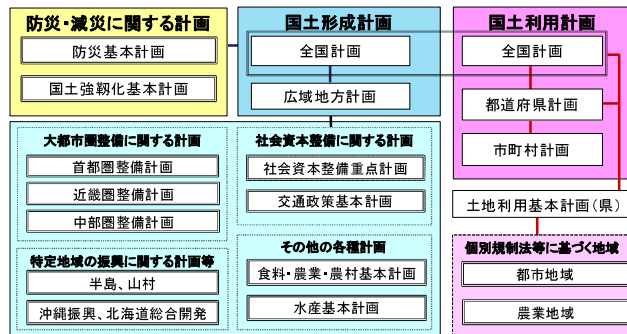 防災・減災に関する計画
防災基本計画
国土強靱化基本計画
国土形成計画
全国計画
広域地方計画
国土利用計画
全国計画
都道府県計画
市町村計画
土地利用基本計画(県)
大都市圏整備に関する計画
首都圏整備計画
近畿圏整備計画
中部圏整備計画
特定地域の振興に関する計画等
半島、山村
沖縄振興、北海道総合開発
社会資本整備に関する計画
社会資本整備重点計画
交通政策基本計画
その他の各種計画
食料・農業・農村基本計画
水産基本計画
個別規制法等に基づく地域
都市地域
農業地域